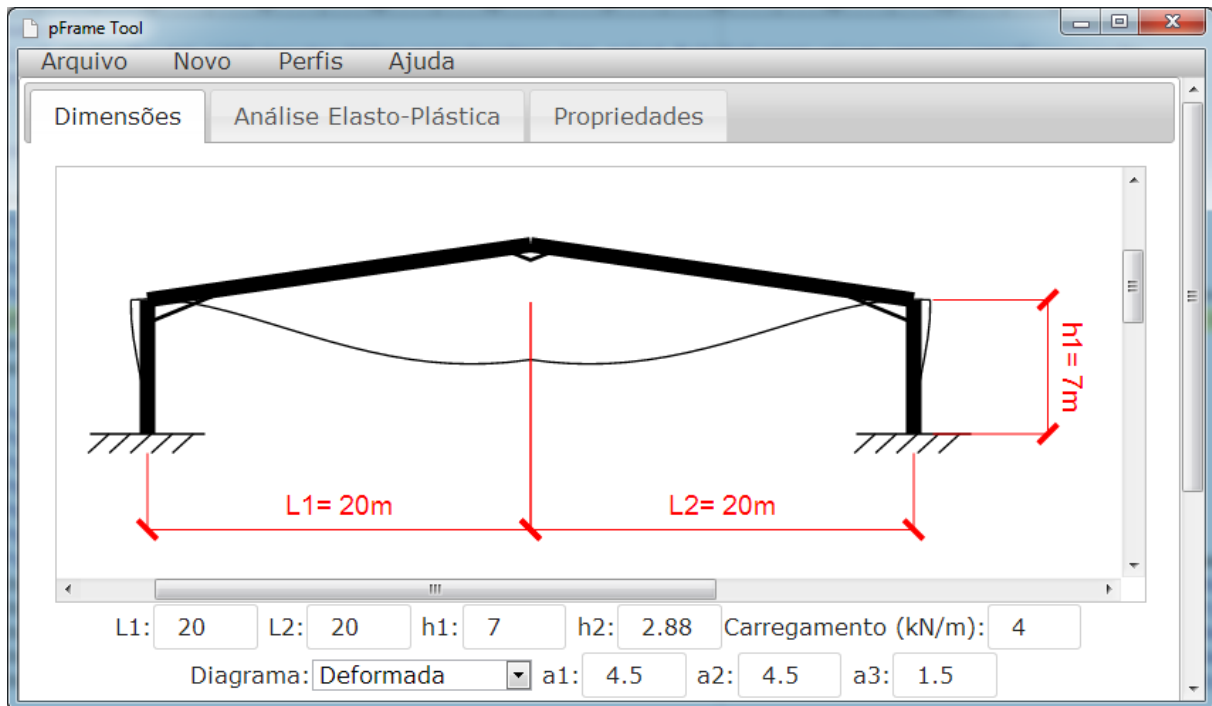 pFrame Tool
Arquivo Novo Perfis Ajuda
Dimensões Análise Elasto-Plástica Propriedades
h1= 7m
L1= 20m L2= 20m
L1: 20 L2: 20 h1: 7 h2: 2.88 Carregamento (kN/m): 4
Diagrama: Deformada a1: 4.5 a2: 4.5 a3: 1.5